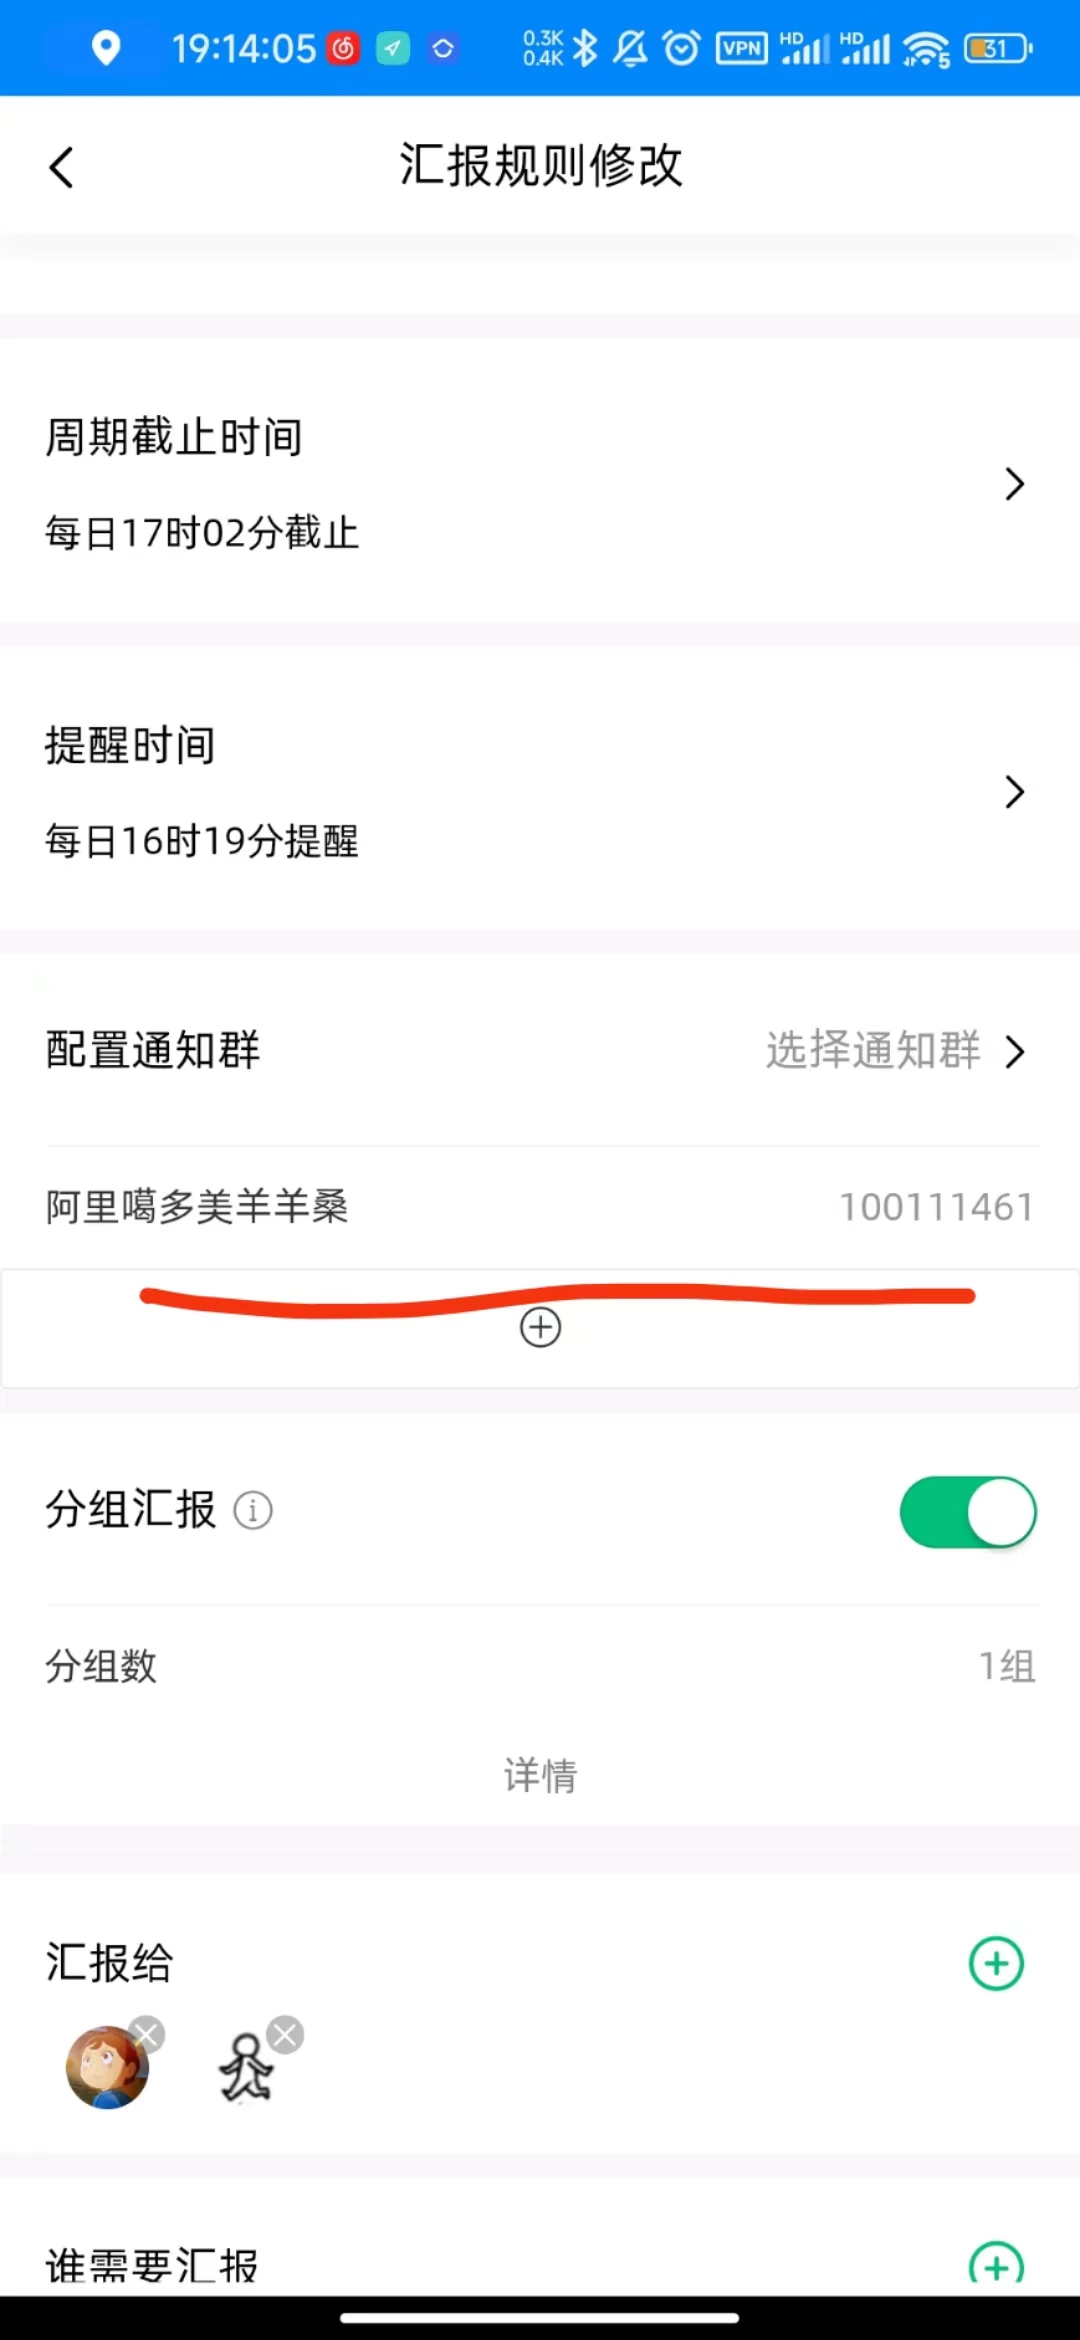 19:14:05 0.3K 0.4K VPN HD HD 5 31
汇报规则修改
周期截止时间
每日17时02分截止
提醒时间
每日16时19分提醒
配置通知群 选择通知群
阿里噶多美羊羊桑 100111461
分组汇报
分组数 1组
详情
汇报给
谁需要汇报